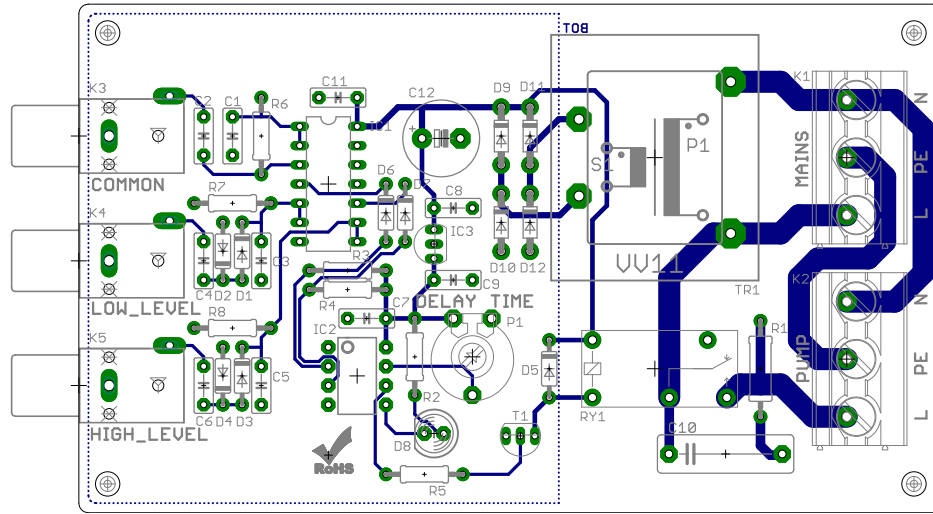 BOT
K3
C2
C1
R6
C11
IC1
C12
D9
D11
S1
P1
K1
MAINS
N
PE
L
COMMON
K4
R7
D6
D7
C8
IC3
D10
D12
VV11
TR1
C4
D2
D1
C3
R3
R4
C9
LOW_LEVEL
DELAY TIME
K2
K5
R8
IC2
C7
P1
D5
R1
PUMP
N
PE
L
C6
D4
D3
C5
R2
RY1
HIGH_LEVEL
D8
T1
C10
RoHS
R5